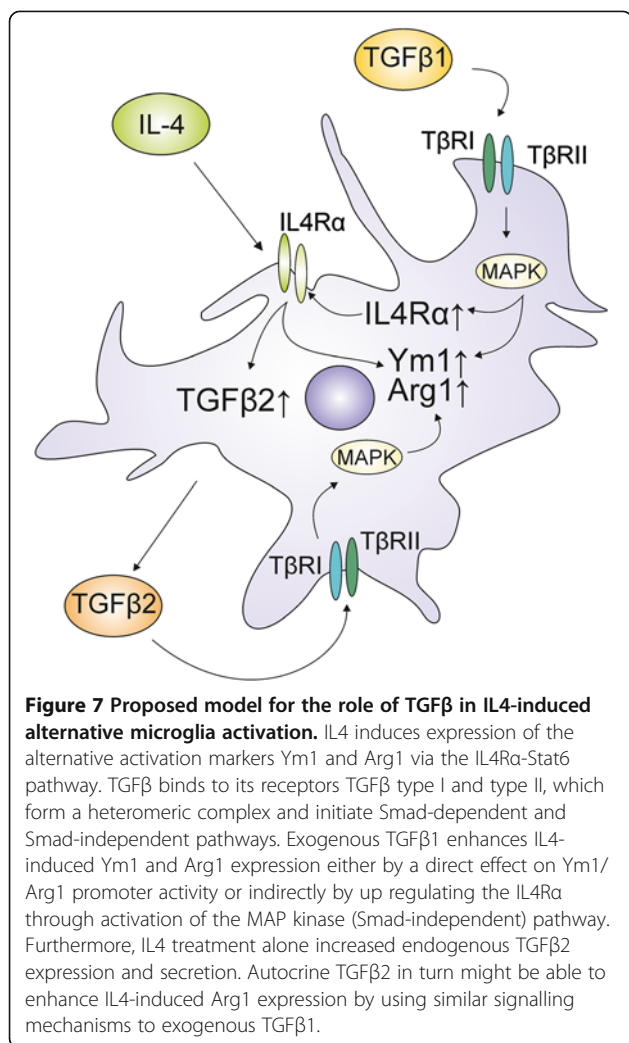 TGFβ1
IL-4
TβRI
TβRII
IL4Rα
MAPK
IL4Rα↑
Ym1↑
Arg1↑
TGFβ2↑
MAPK
TβRI
TβRII
TGFβ2
Figure 7 Proposed model for the role of TGFβ in IL4-induced
alternative microglia activation. IL4 induces expression of the
alternative activation markers Ym1 and Arg1 via the IL4Rα-Stat6
pathway. TGFβ binds to its receptors TGFβ type I and type II, which
form a heteromeric complex and initiate Smad-dependent and
Smad-independent pathways. Exogenous TGFβ1 enhances IL4-
induced Ym1 and Arg1 expression either by a direct effect on Ym1/
Arg1 promoter activity or indirectly by up regulating the IL4Rα
through activation of the MAP kinase (Smad-independent) pathway.
Furthermore, IL4 treatment alone increased endogenous TGFβ2
expression and secretion. Autocrine TGFβ2 in turn might be able to
enhance IL4-induced Arg1 expression by using similar signalling
mechanisms to exogenous TGFβ1.